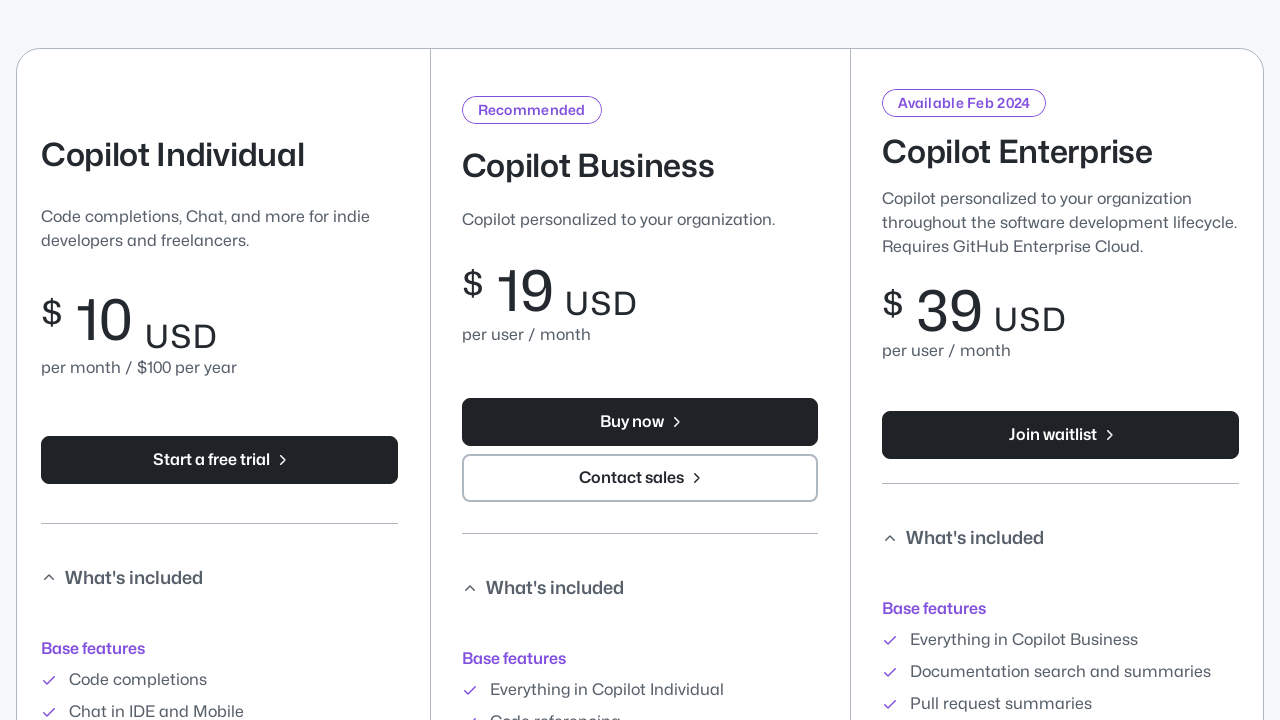 Copilot Individual
Code completions, Chat, and more for indie
developers and freelancers.
$ 10 USD
per month / $100 per year
Start a free trial
What's included
Base features
Code completions
Chat in IDE and Mobile
Recommended
Copilot Business
Copilot personalized to your organization.
$ 19 USD
per user / month
Buy now
Contact sales
What's included
Base features
Everything in Copilot Individual
Code referencing
Available Feb 2024
Copilot Enterprise
Copilot personalized to your organization
throughout the software development lifecycle.
Requires GitHub Enterprise Cloud.
$ 39 USD
per user / month
Join waitlist
What's included
Base features
Everything in Copilot Business
Documentation search and summaries
Pull request summaries